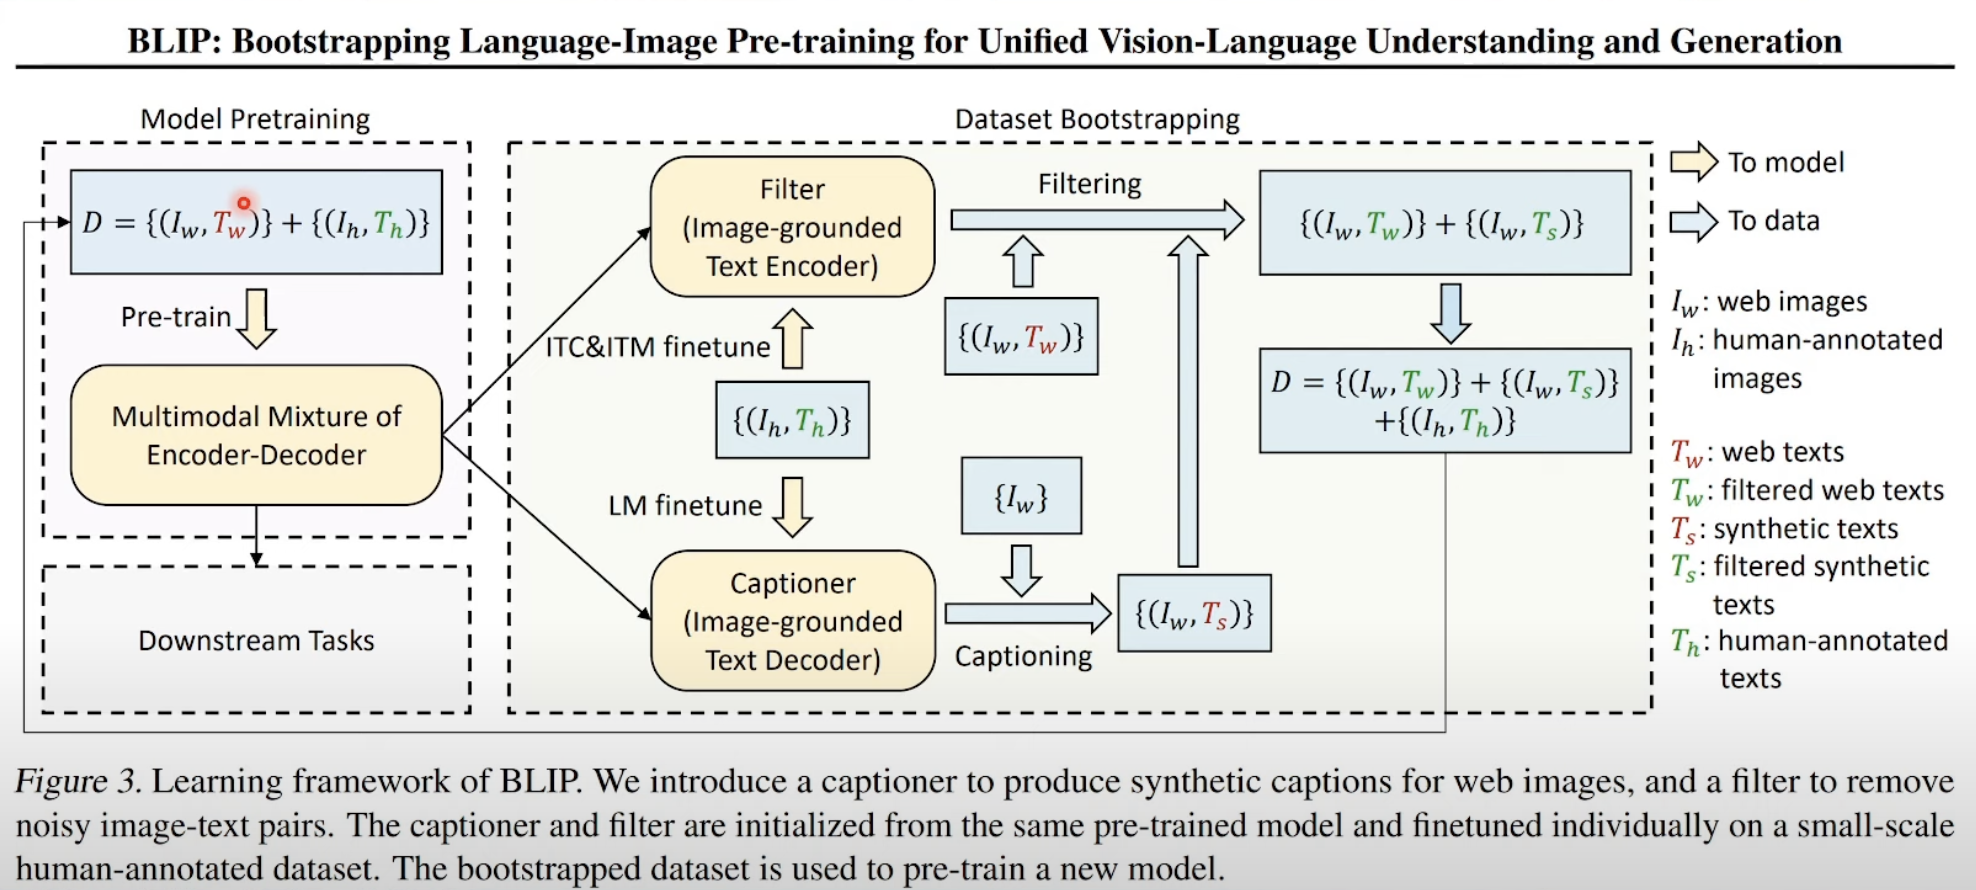 BLIP: Bootstrapping Language-Image Pre-training for Unified Vision-Language Understanding and Generation
Model Pretraining
D = {(I_w, T_w)} + {(I_h, T_h)}
Pre-train
Multimodal Mixture of
Encoder-Decoder
Downstream Tasks
Dataset Bootstrapping
Filter
(Image-grounded
Text Encoder)
ITC&ITM finetune
{(I_h, T_h)}
LM finetune
Captioner
(Image-grounded
Text Decoder)
Filtering
{(I_w, T_w)}
{I_w}
Captioning
{(I_w, T_s)}
{(I_w, T_w)} + {(I_w, T_s)}
D = {(I_w, T_w)} + {(I_w, T_s)}
+{(I_h, T_h)}
To model
To data
I_w: web images
I_h: human-annotated
images
T_w: web texts
T_w: filtered web texts
T_s: synthetic texts
T_s: filtered synthetic
texts
T_h: human-annotated
texts
Figure 3. Learning framework of BLIP. We introduce a captioner to produce synthetic captions for web images, and a filter to remove
noisy image-text pairs. The captioner and filter are initialized from the same pre-trained model and finetuned individually on a small-scale
human-annotated dataset. The bootstrapped dataset is used to pre-train a new model.